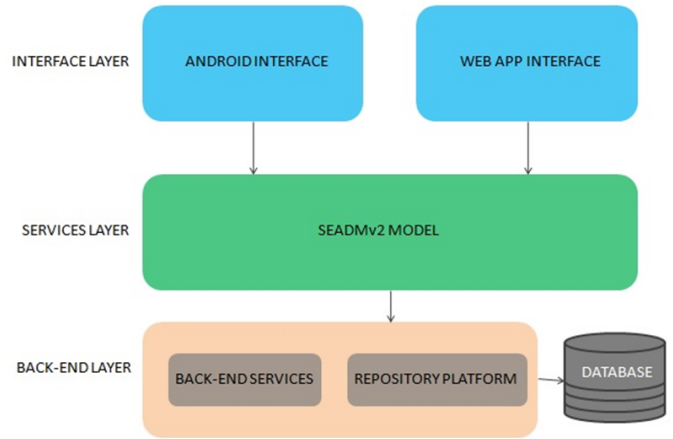 INTERFACE LAYER
ANDROID INTERFACE
WEB APP INTERFACE
SERVICES LAYER
SEADMv2 MODEL
BACK-END LAYER
BACK-END SERVICES
REPOSITORY PLATFORM
DATABASE